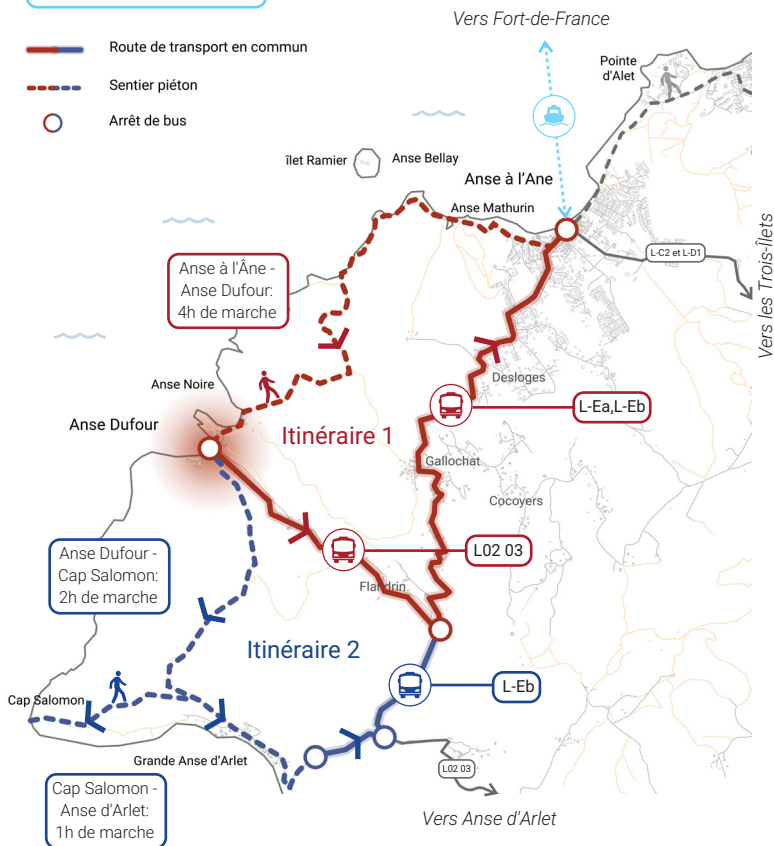 Vers Fort-de-France
Route de transport en commun
Sentier piéton
Arrêt de bus
Pointe
d'Alet
îlet Ramier
Anse Bellay
Anse à l’Ane
Anse Mathurin
L-C2 et L-D1
Vers les Trois-Îlets
Anse à l'Âne -
Anse Dufour:
4h de marche
Desloges
Anse Noire
L-Ea,L-Eb
Anse Dufour
Itinéraire 1
Gallochat
Cocoyers
L02 03
Anse Dufour -
Cap Salomon:
2h de marche
Flandrin
Itinéraire 2
L-Eb
Cap Salomon
Grande Anse d’Arlet
L02 03
Cap Salomon -
Anse d'Arlet:
1h de marche
Vers Anse d'Arlet